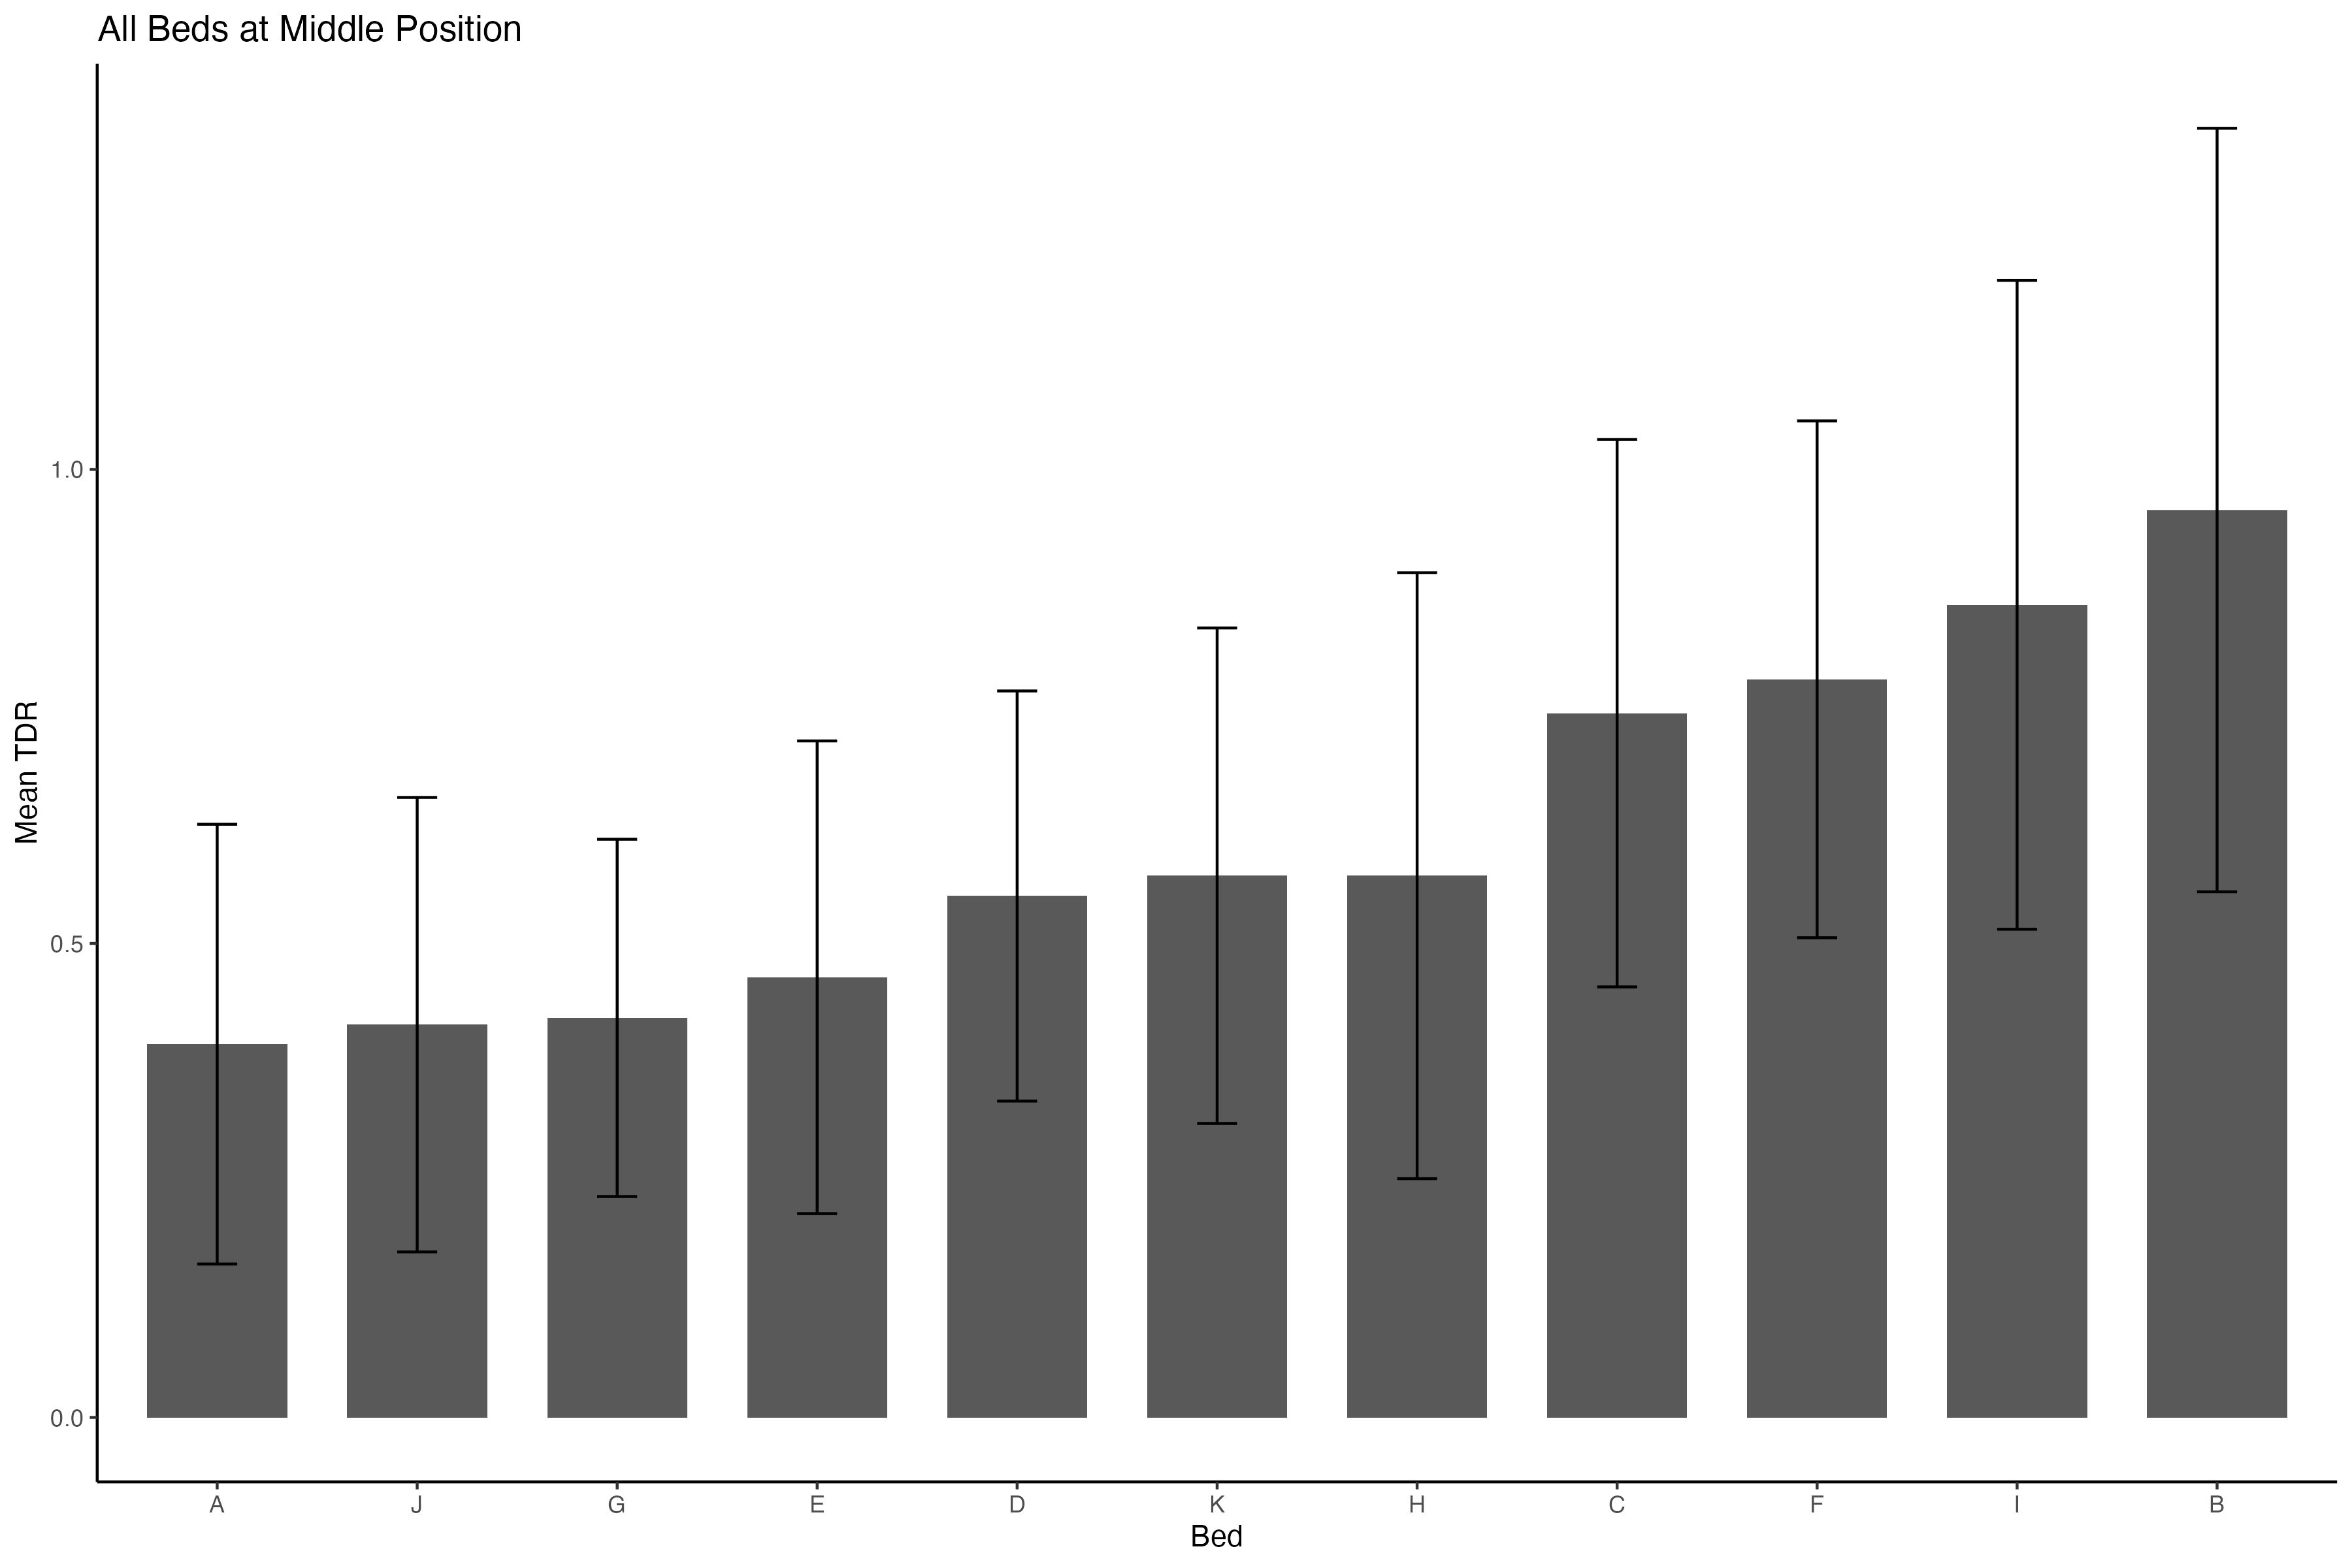 All Beds at Middle Position
Mean TDR
1.0
0.5
0.0
A J G E D K H C F I B
Bed